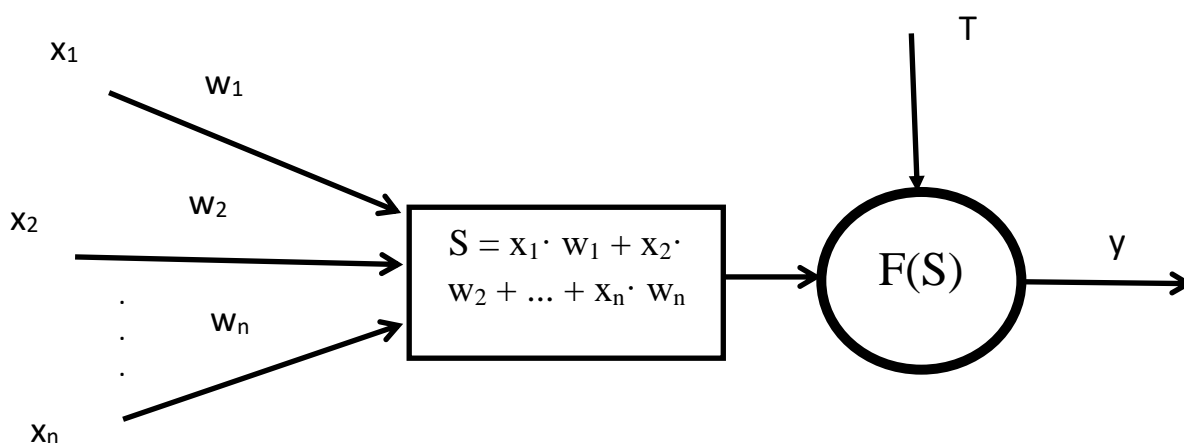 x₁
w₁
T
x₂
w₂
S = x₁· w₁ + x₂·
w₂ + ... + xₙ· wₙ
F(S)
y
.
.
.
wₙ
xₙ